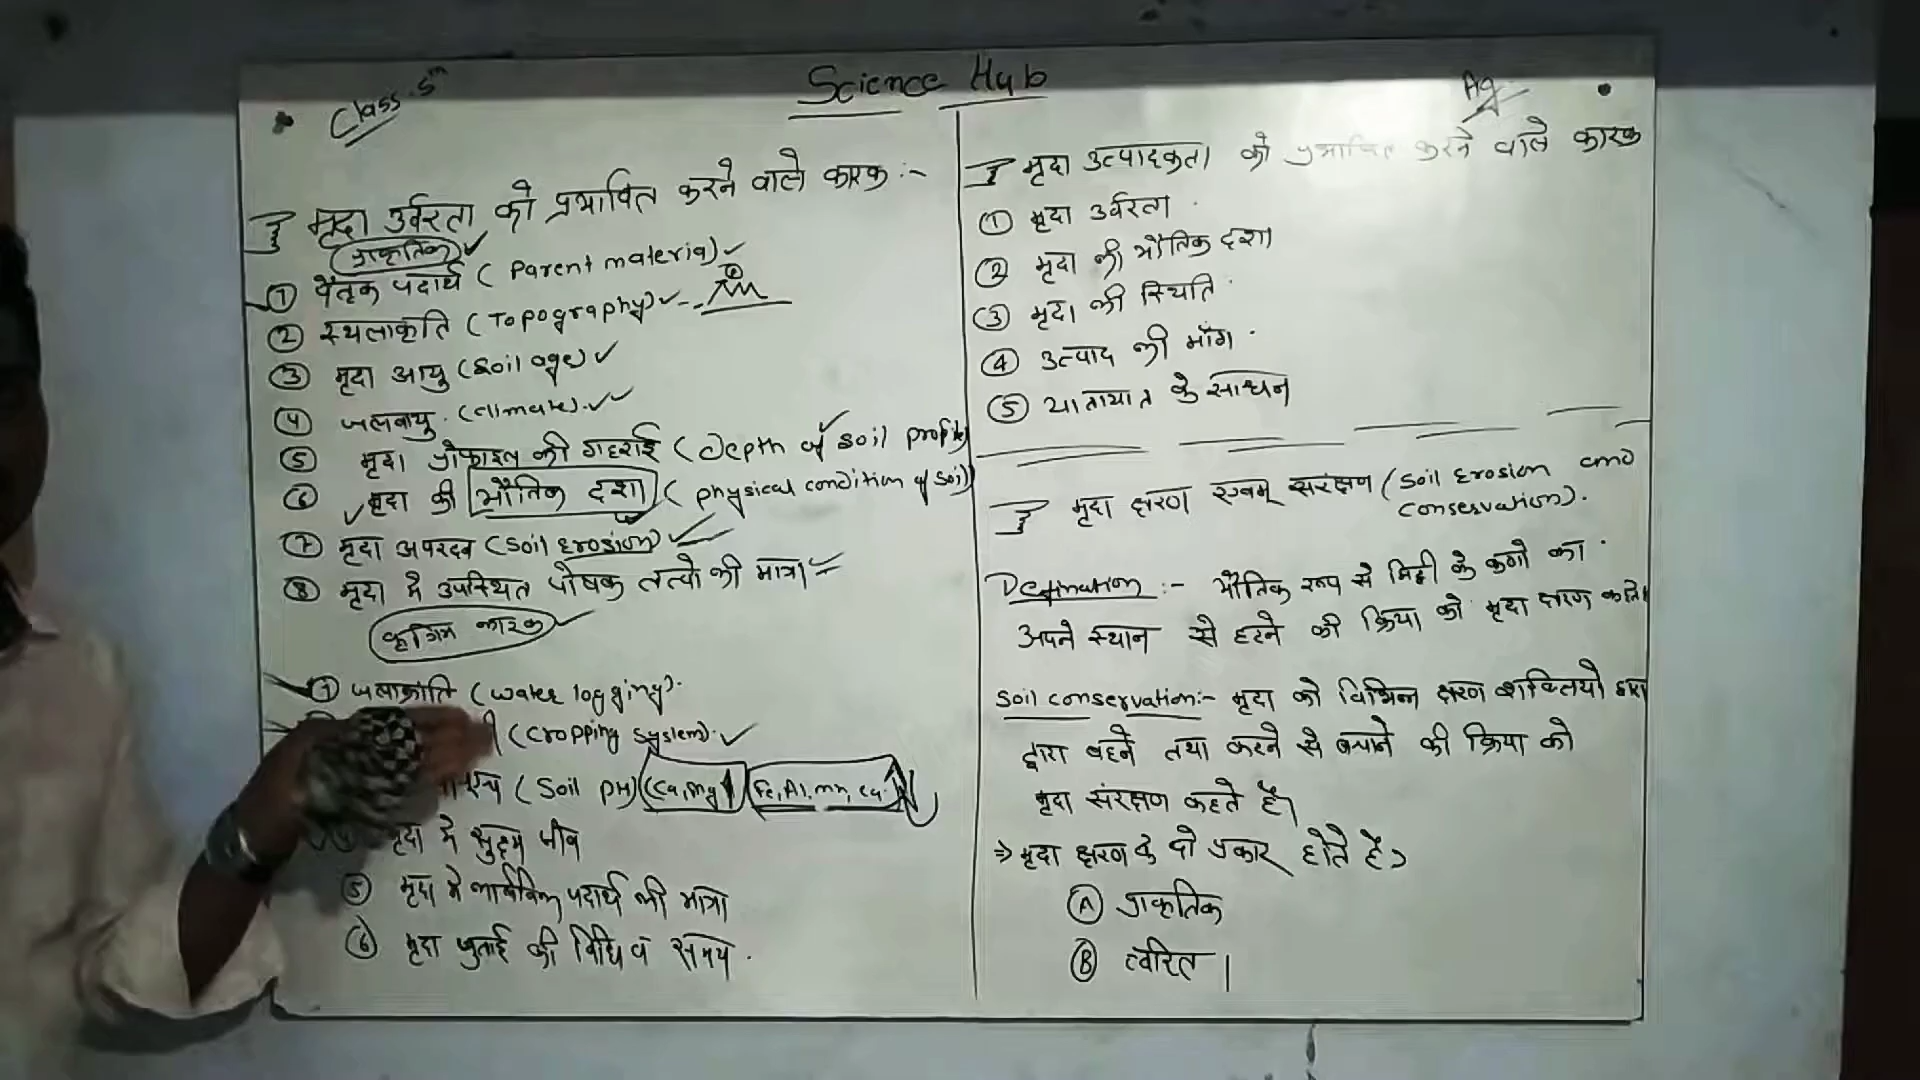 Science Hub
Class-5th
Ag
मृदा उर्वरता को प्रभावित करने वाले कारक :-
प्राकृतिक
① पैतृक पदार्थ (Parent material)
② स्थलाकृति (Topography)
③ मृदा आयु (Soil age)
④ जलवायु. (climate).
⑤ मृदा प्रोफाइल की गहराई (Depth of soil profile)
⑥ मृदा की भौतिक दशा (physical condition of soil)
⑦ मृदा अपरदन (Soil Erosion)
⑧ मृदा मे उपस्थित पोषक तत्वो की मात्रा
कृत्रिम कारक
① जलाक्रांति (Water logging).
(Cropping system).
(Soil PH) (Ca, Mg) Fe, Al, mn, Ca
मृदा मे सुक्ष्म जीव
⑤ मृदा मे कार्बनिक पदार्थ की मात्रा
⑥ मृदा जुताई की विधि व समय .
मृदा उत्पादकता को प्रभावित करने वाले कारक
① मृदा उर्वरता .
② मृदा की भौतिक दशा
③ मृदा की स्थिति .
④ उत्पाद की माँग .
⑤ यातायात के साधन
मृदा क्षरण एवम् संरक्षण (Soil Erosion and
Conservation).
Defination :- भौतिक रूप से मिट्टी के कणो का .
अपने स्थान से हटने की क्रिया को मृदा क्षरण कहते।
Soil conservation:- मृदा को विभिन्न क्षरण शक्तियो द्वारा
द्वारा बहने तथा कटने से बचाने की क्रिया को
मृदा संरक्षण कहते है।
⇒ मृदा क्षरण के दो प्रकार होते है>
Ⓐ प्राकृतिक
Ⓑ त्वरित।